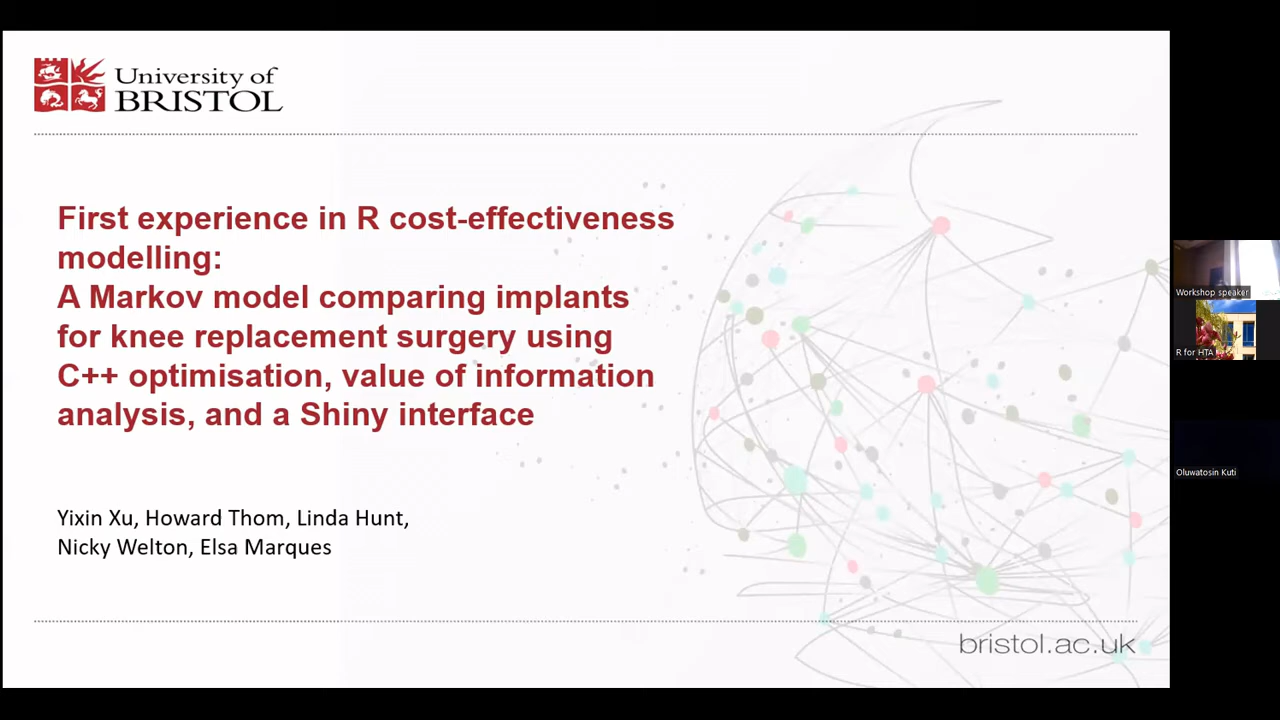 University of
BRISTOL
First experience in R cost-effectiveness
modelling:
A Markov model comparing implants
for knee replacement surgery using
C++ optimisation, value of information
analysis, and a Shiny interface
Yixin Xu, Howard Thom, Linda Hunt,
Nicky Welton, Elsa Marques
bristol.ac.uk
Workshop speaker
R for HTA
Oluwatosin Kuti